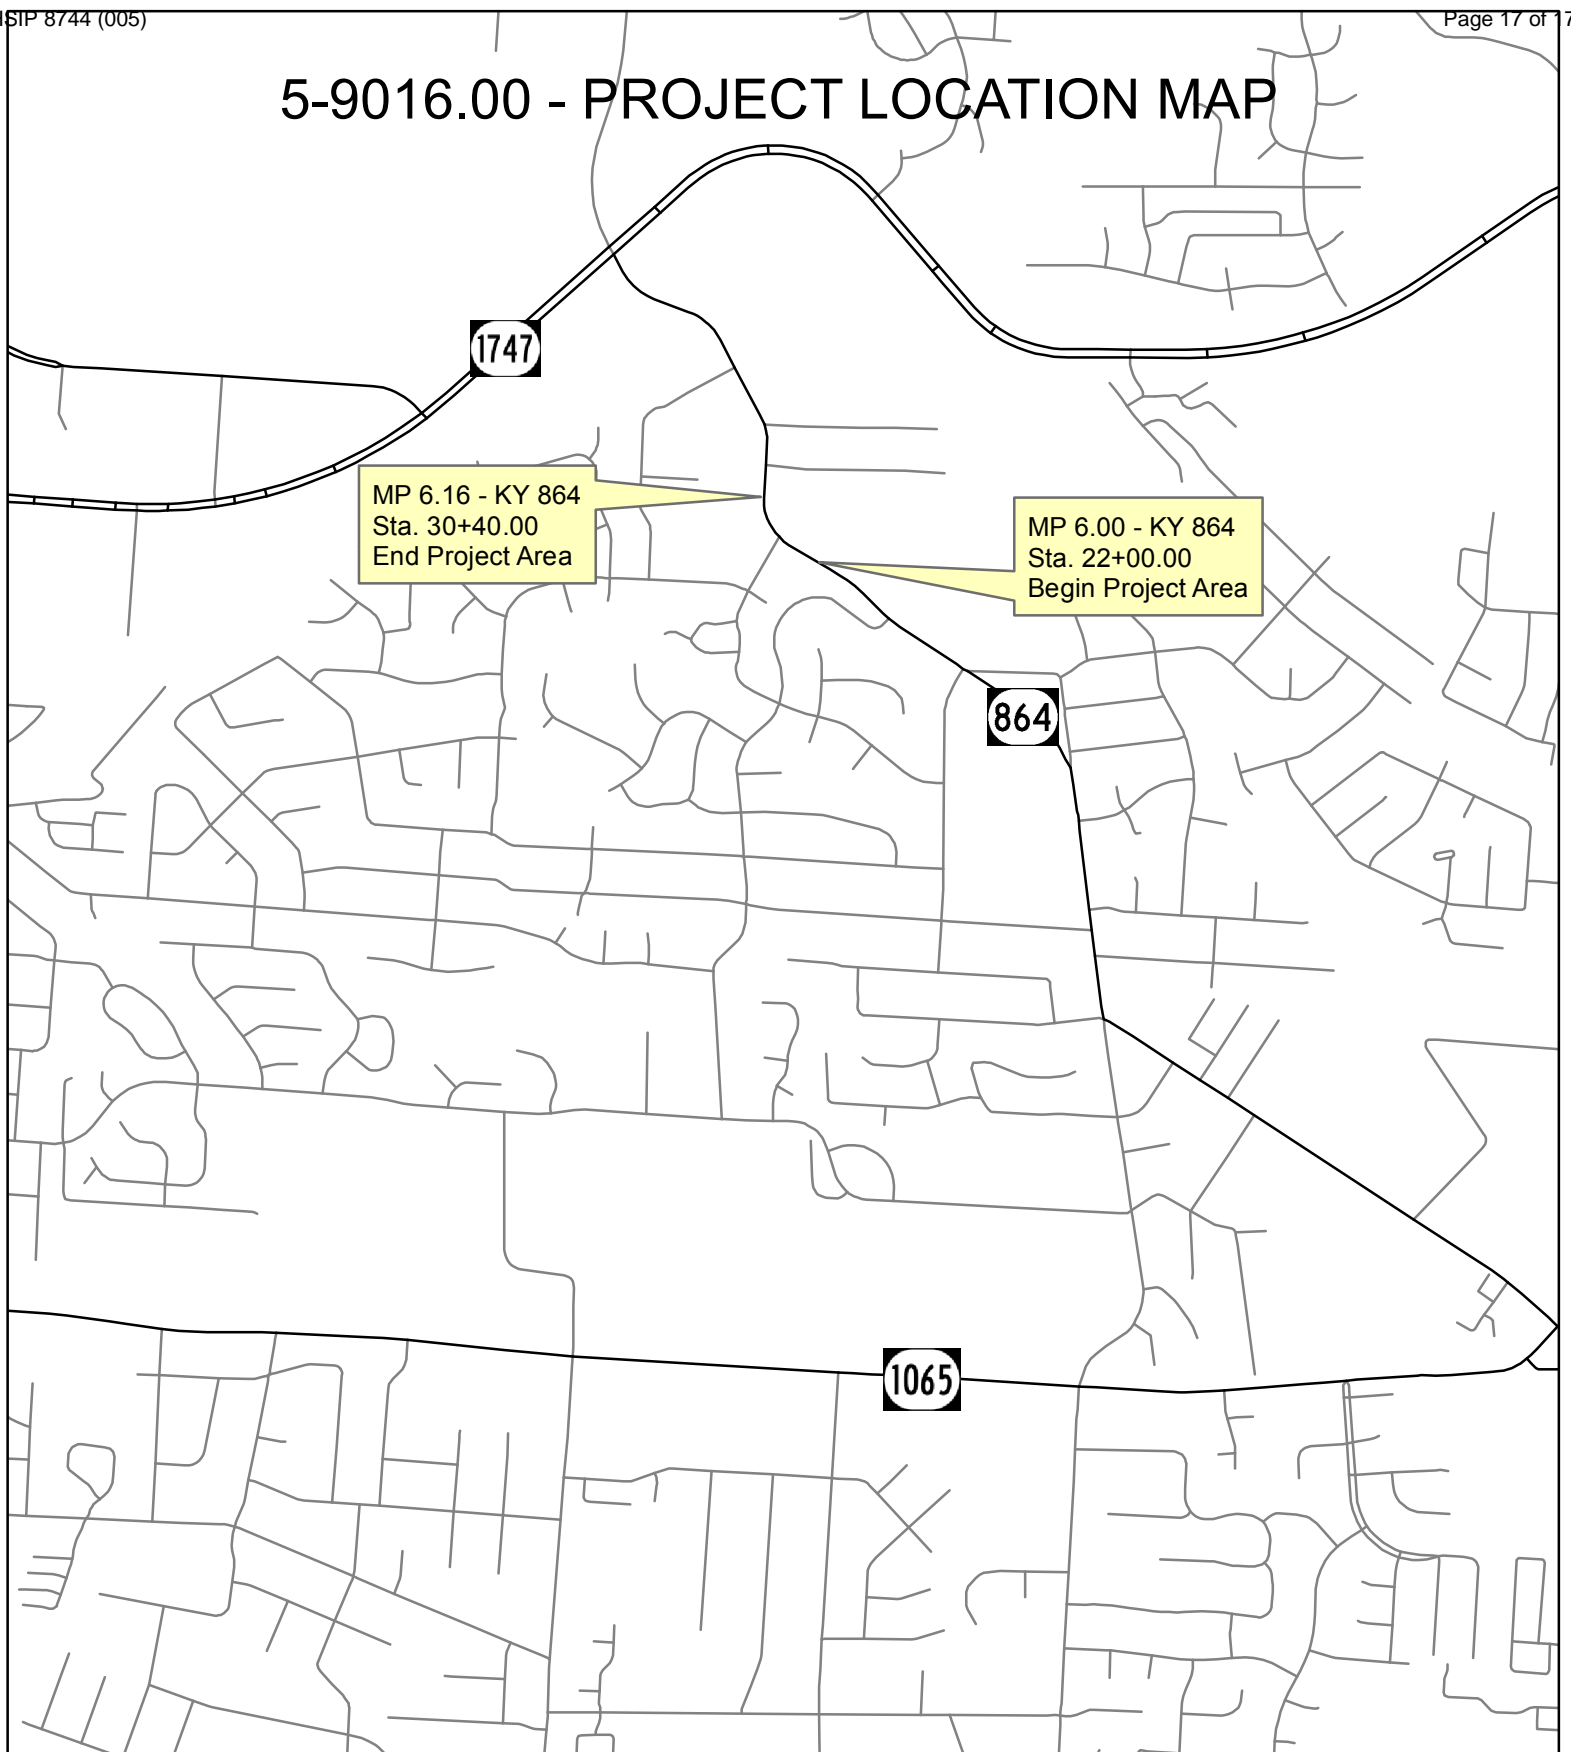 HSIP 8744 (005)
Page 17 of 17
5-9016.00 - PROJECT LOCATION MAP
1747
MP 6.16 - KY 864
Sta. 30+40.00
End Project Area
MP 6.00 - KY 864
Sta. 22+00.00
Begin Project Area
864
1065